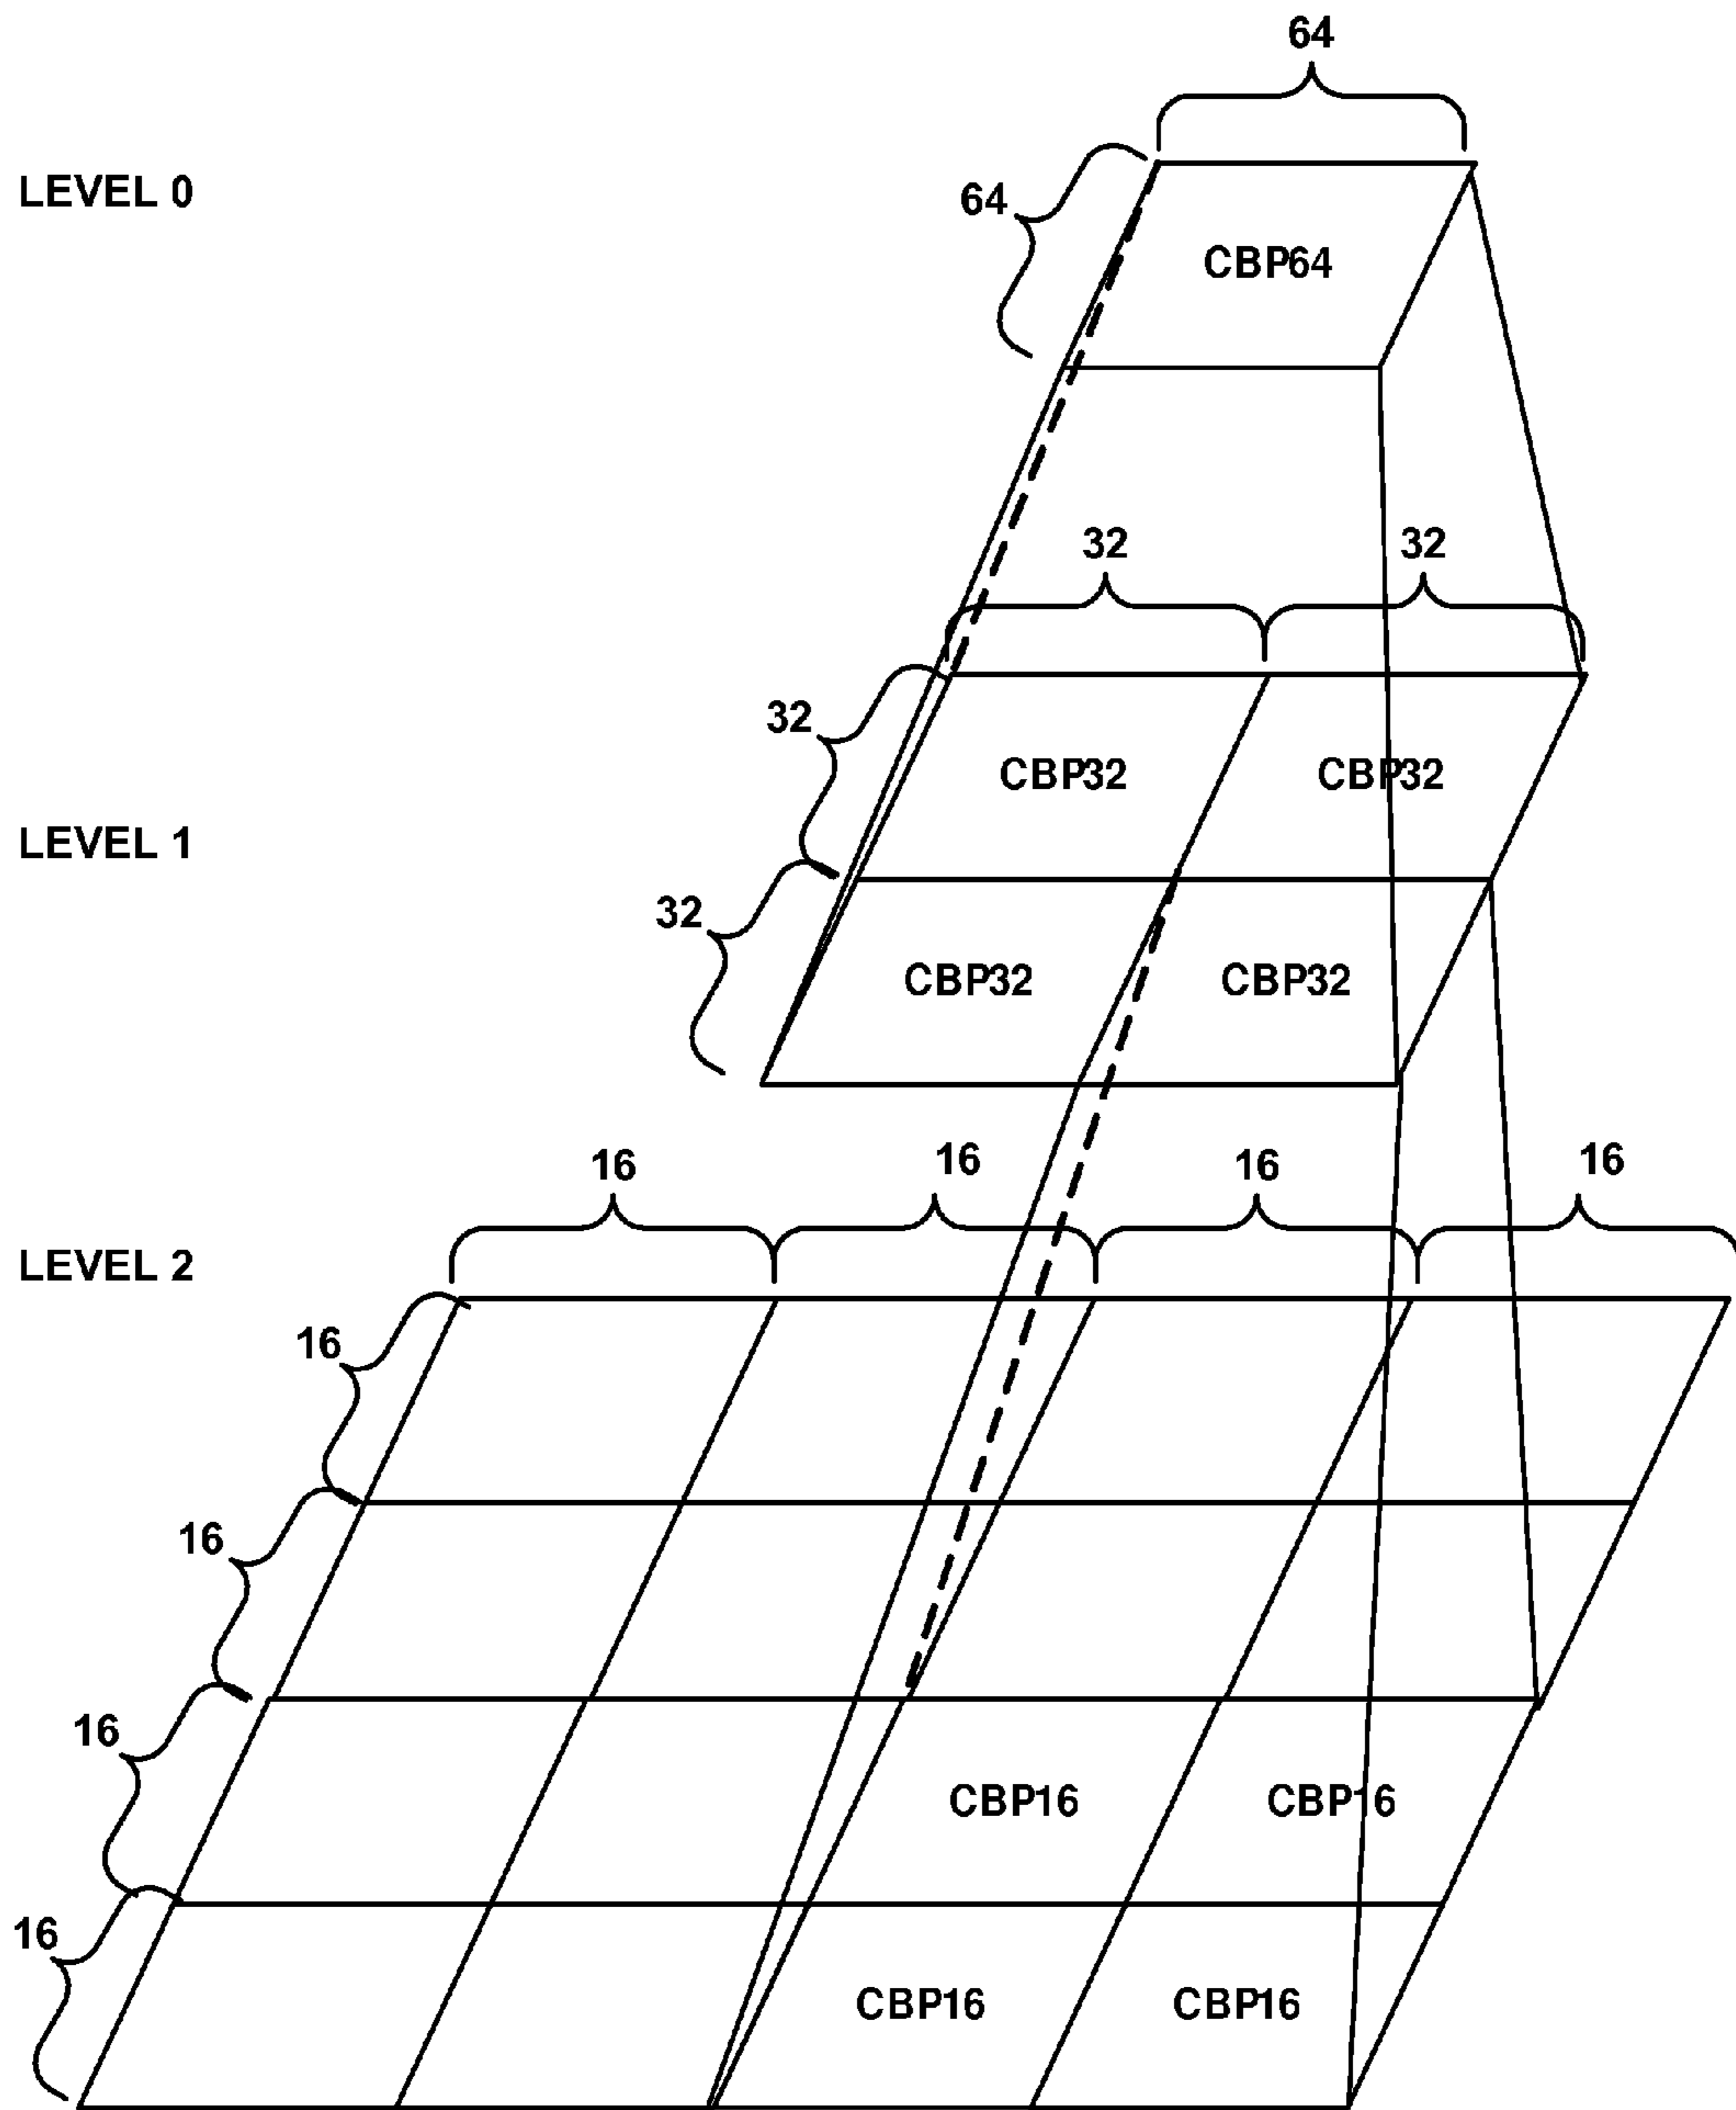 64
LEVEL 0
64
CBP64
32 32
32
CBP32 CBP32
LEVEL 1
32
CBP32 CBP32
16 16 16 16
LEVEL 2
16
16
16
CBP16 CBP16
16
CBP16 CBP16